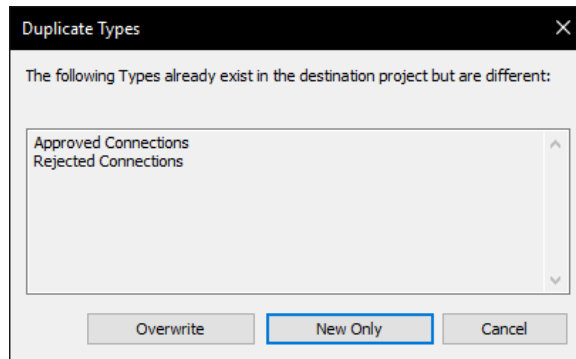 Duplicate Types
The following Types already exist in the destination project but are different:
Approved Connections
Rejected Connections
Overwrite
New Only
Cancel